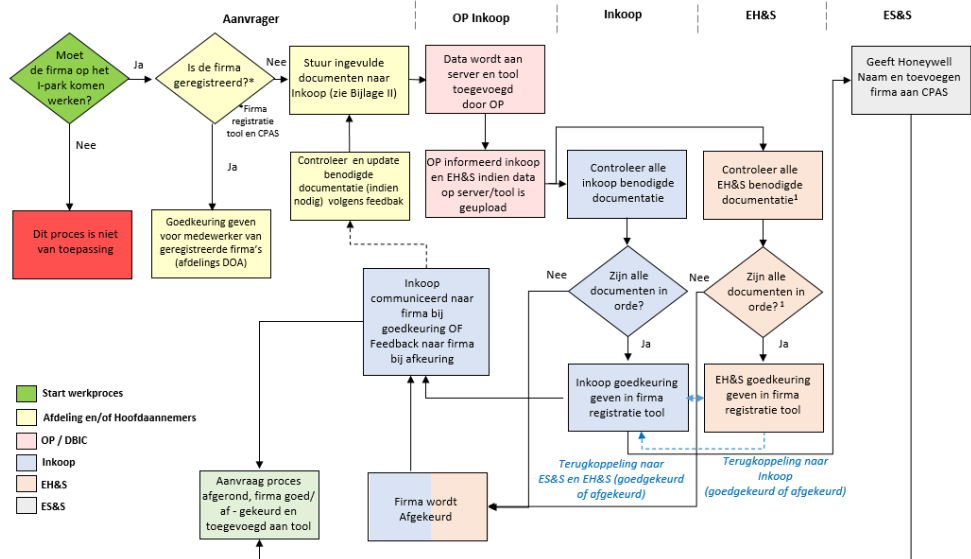 Aanvrager
OP Inkoop
Inkoop
EH&S
ES&S
Moet
de firma op het
I-park komen
werken?
Ja
Is de firma
geregistreerd?*
*Firma
registratie
tool en CPAS
Nee
Stuur ingevulde
documenten naar
Inkoop (zie Bijlage II)
Data wordt aan
server en tool
toegevoegd
door OP
Geeft Honeywell
Naam en toevoegen
firma aan CPAS
Nee
Ja
Controleer en update
benodigde
documentatie (indien
nodig) volgens feedbak
OP informeerd inkoop
en EH&S indien data
op server/tool is
geupload
Controleer alle
inkoop benodigde
documentatie
Controleer alle
EH&S benodigde
documentatie¹
Dit proces is niet
van toepassing
Goedkeuring geven
voor medewerker van
geregistreerde firma's
(afdelings DOA)
Inkoop
communiceerd naar
firma bij
goedkeuring OF
Feedback naar firma
bij afkeuring
Nee
Zijn alle
documenten in
orde?
Nee
Zijn alle
documenten in
orde? ¹
Ja
Ja
Inkoop goedkeuring
geven in firma
registratie tool
EH&S goedkeuring
geven in firma
registratie tool
Start werkproces
Afdeling en/of Hoofdaannemers
OP / DBIC
Inkoop
EH&S
ES&S
Terugkoppeling naar
ES&S en EH&S (goedgekeurd
of afgekeurd)
Terugkoppeling naar
Inkoop
(goedgekeurd of afgekeurd)
Aanvraag proces
afgerond, firma goed/
af - gekeurd en
toegevoegd aan tool
Firma wordt
Afgekeurd